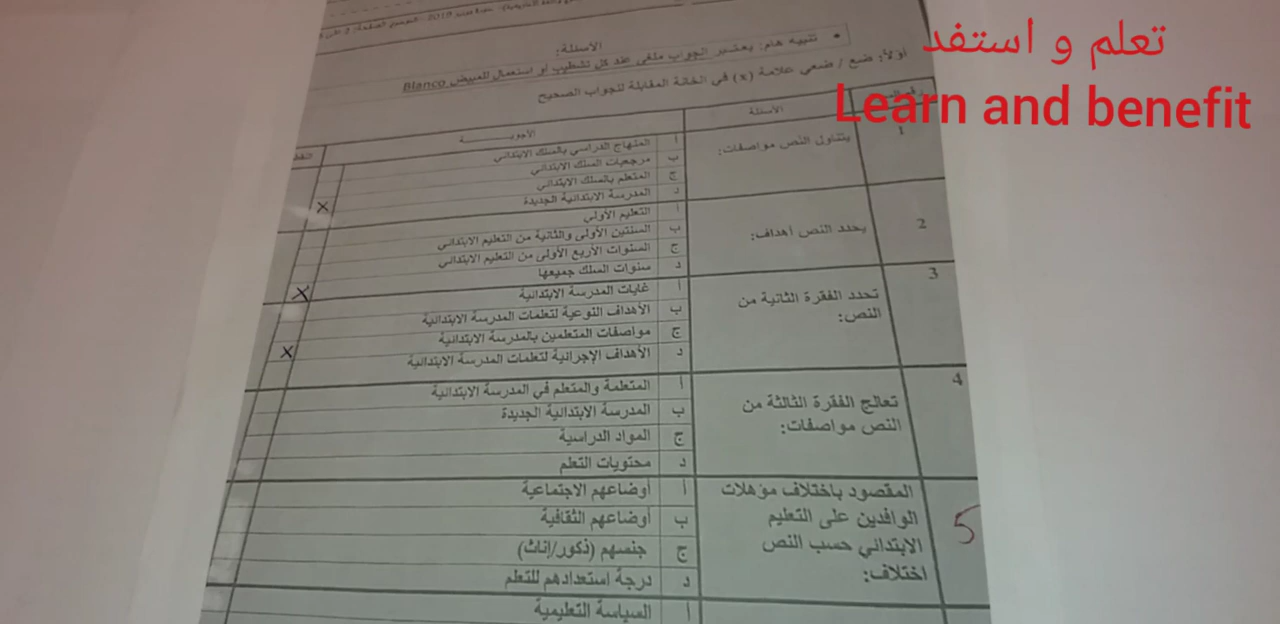 تعلم و استفد
Learn and benefit
الأسئلة:
• تنبيه هام: يعتبر الجواب ملغى عند كل تشطيب أو استعمال للمبيض Blanco
أولا: ضع / ضعي علامة (x) في الخانة المقابلة للجواب الصحيح
الأسئلة
الأجوبـــة
1
يتناول النص مواصفات:
أ المنهاج الدراسي بالسلك الابتدائي
ب مرجعيات السلك الابتدائي
ج المتعلم بالسلك الابتدائي
د المدرسة الابتدائية الجديدة X
2
يحدد النص أهداف:
أ التعليم الأولي
ب السنتين الأولى والثانية من التعليم الابتدائي
ج السنوات الأربع الأولى من التعليم الابتدائي
د سنوات السلك جميعها X
3
تحدد الفقرة الثانية من
النص:
أ غايات المدرسة الابتدائية
ب الأهداف النوعية لتعلمات المدرسة الابتدائية
ج مواصفات المتعلمين بالمدرسة الابتدائية X
د الأهداف الإجرائية لتعلمات المدرسة الابتدائية
4
تعالج الفقرة الثالثة من
النص مواصفات:
أ المتعلمة والمتعلم في المدرسة الابتدائية
ب المدرسة الابتدائية الجديدة
ج المواد الدراسية
د محتويات التعلم
5
المقصود باختلاف مؤهلات
الوافدين على التعليم
الابتدائي حسب النص
اختلاف:
أ أوضاعهم الاجتماعية
ب أوضاعهم الثقافية
ج جنسهم (ذكور/إناث)
د درجة استعدادهم للتعلم
أ السياسة التعليمية